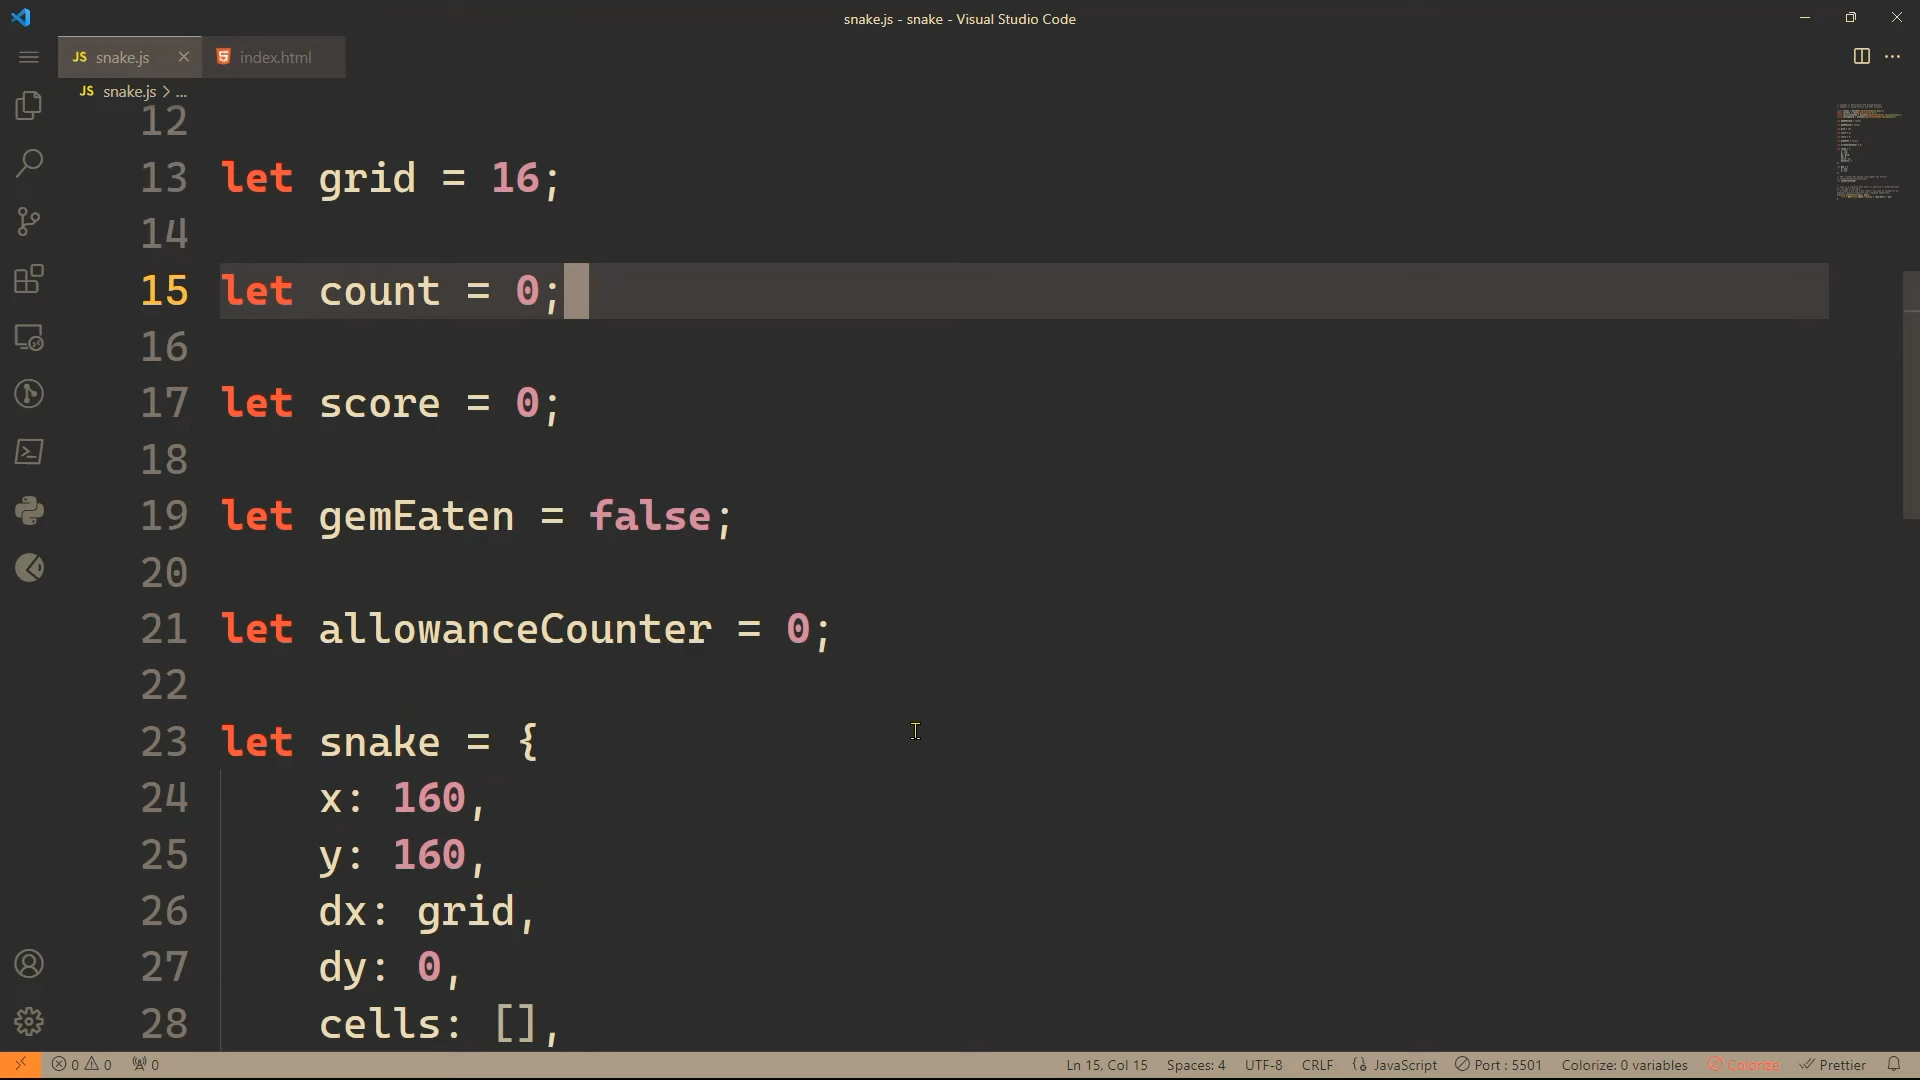 snake.js - snake - Visual Studio Code
JS snake.js
index.html
JS snake.js > ...
12
13 let grid = 16;
14
15 let count = 0;
16
17 let score = 0;
18
19 let gemEaten = false;
20
21 let allowanceCounter = 0;
22
23 let snake = {
24 x: 160,
25 y: 160,
26 dx: grid,
27 dy: 0,
28 cells: [],
0 0 0 Ln 15, Col 15 Spaces: 4 UTF-8 CRLF JavaScript Port : 5501 Colorize: 0 variables Colorize Prettier